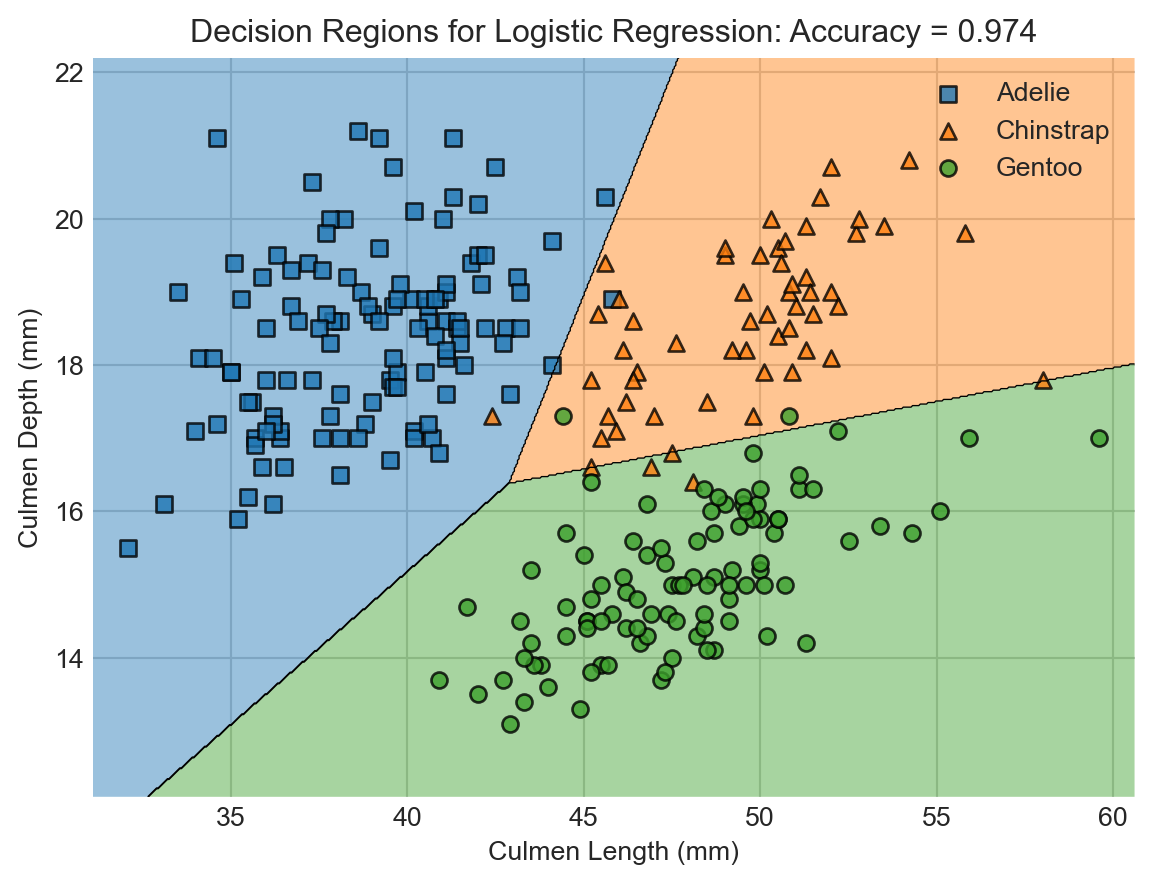 Decision Regions for Logistic Regression: Accuracy = 0.974
22
20
18
16
14
Culmen Depth (mm)
Adelie
Chinstrap
Gentoo
35
40
45
50
55
60
Culmen Length (mm)